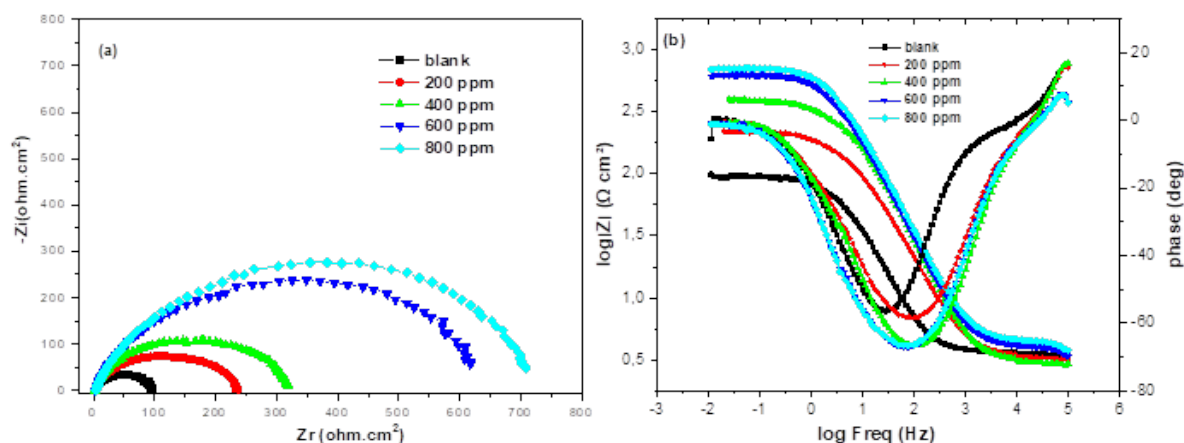 (a)
blank
200 ppm
400 ppm
600 ppm
800 ppm
-Zi(ohm.cm²)
800
700
600
500
400
300
200
100
0
0 100 200 300 400 500 600 700 800
Zr (ohm.cm²)
(b)
blank
200 ppm
400 ppm
600 ppm
800 ppm
log|Z| (Ω cm²)
3,0
2,5
2,0
1,5
1,0
0,5
-3 -2 -1 0 1 2 3 4 5 6
log Freq (Hz)
20
0
-20
-40
-60
-80
phase (deg)